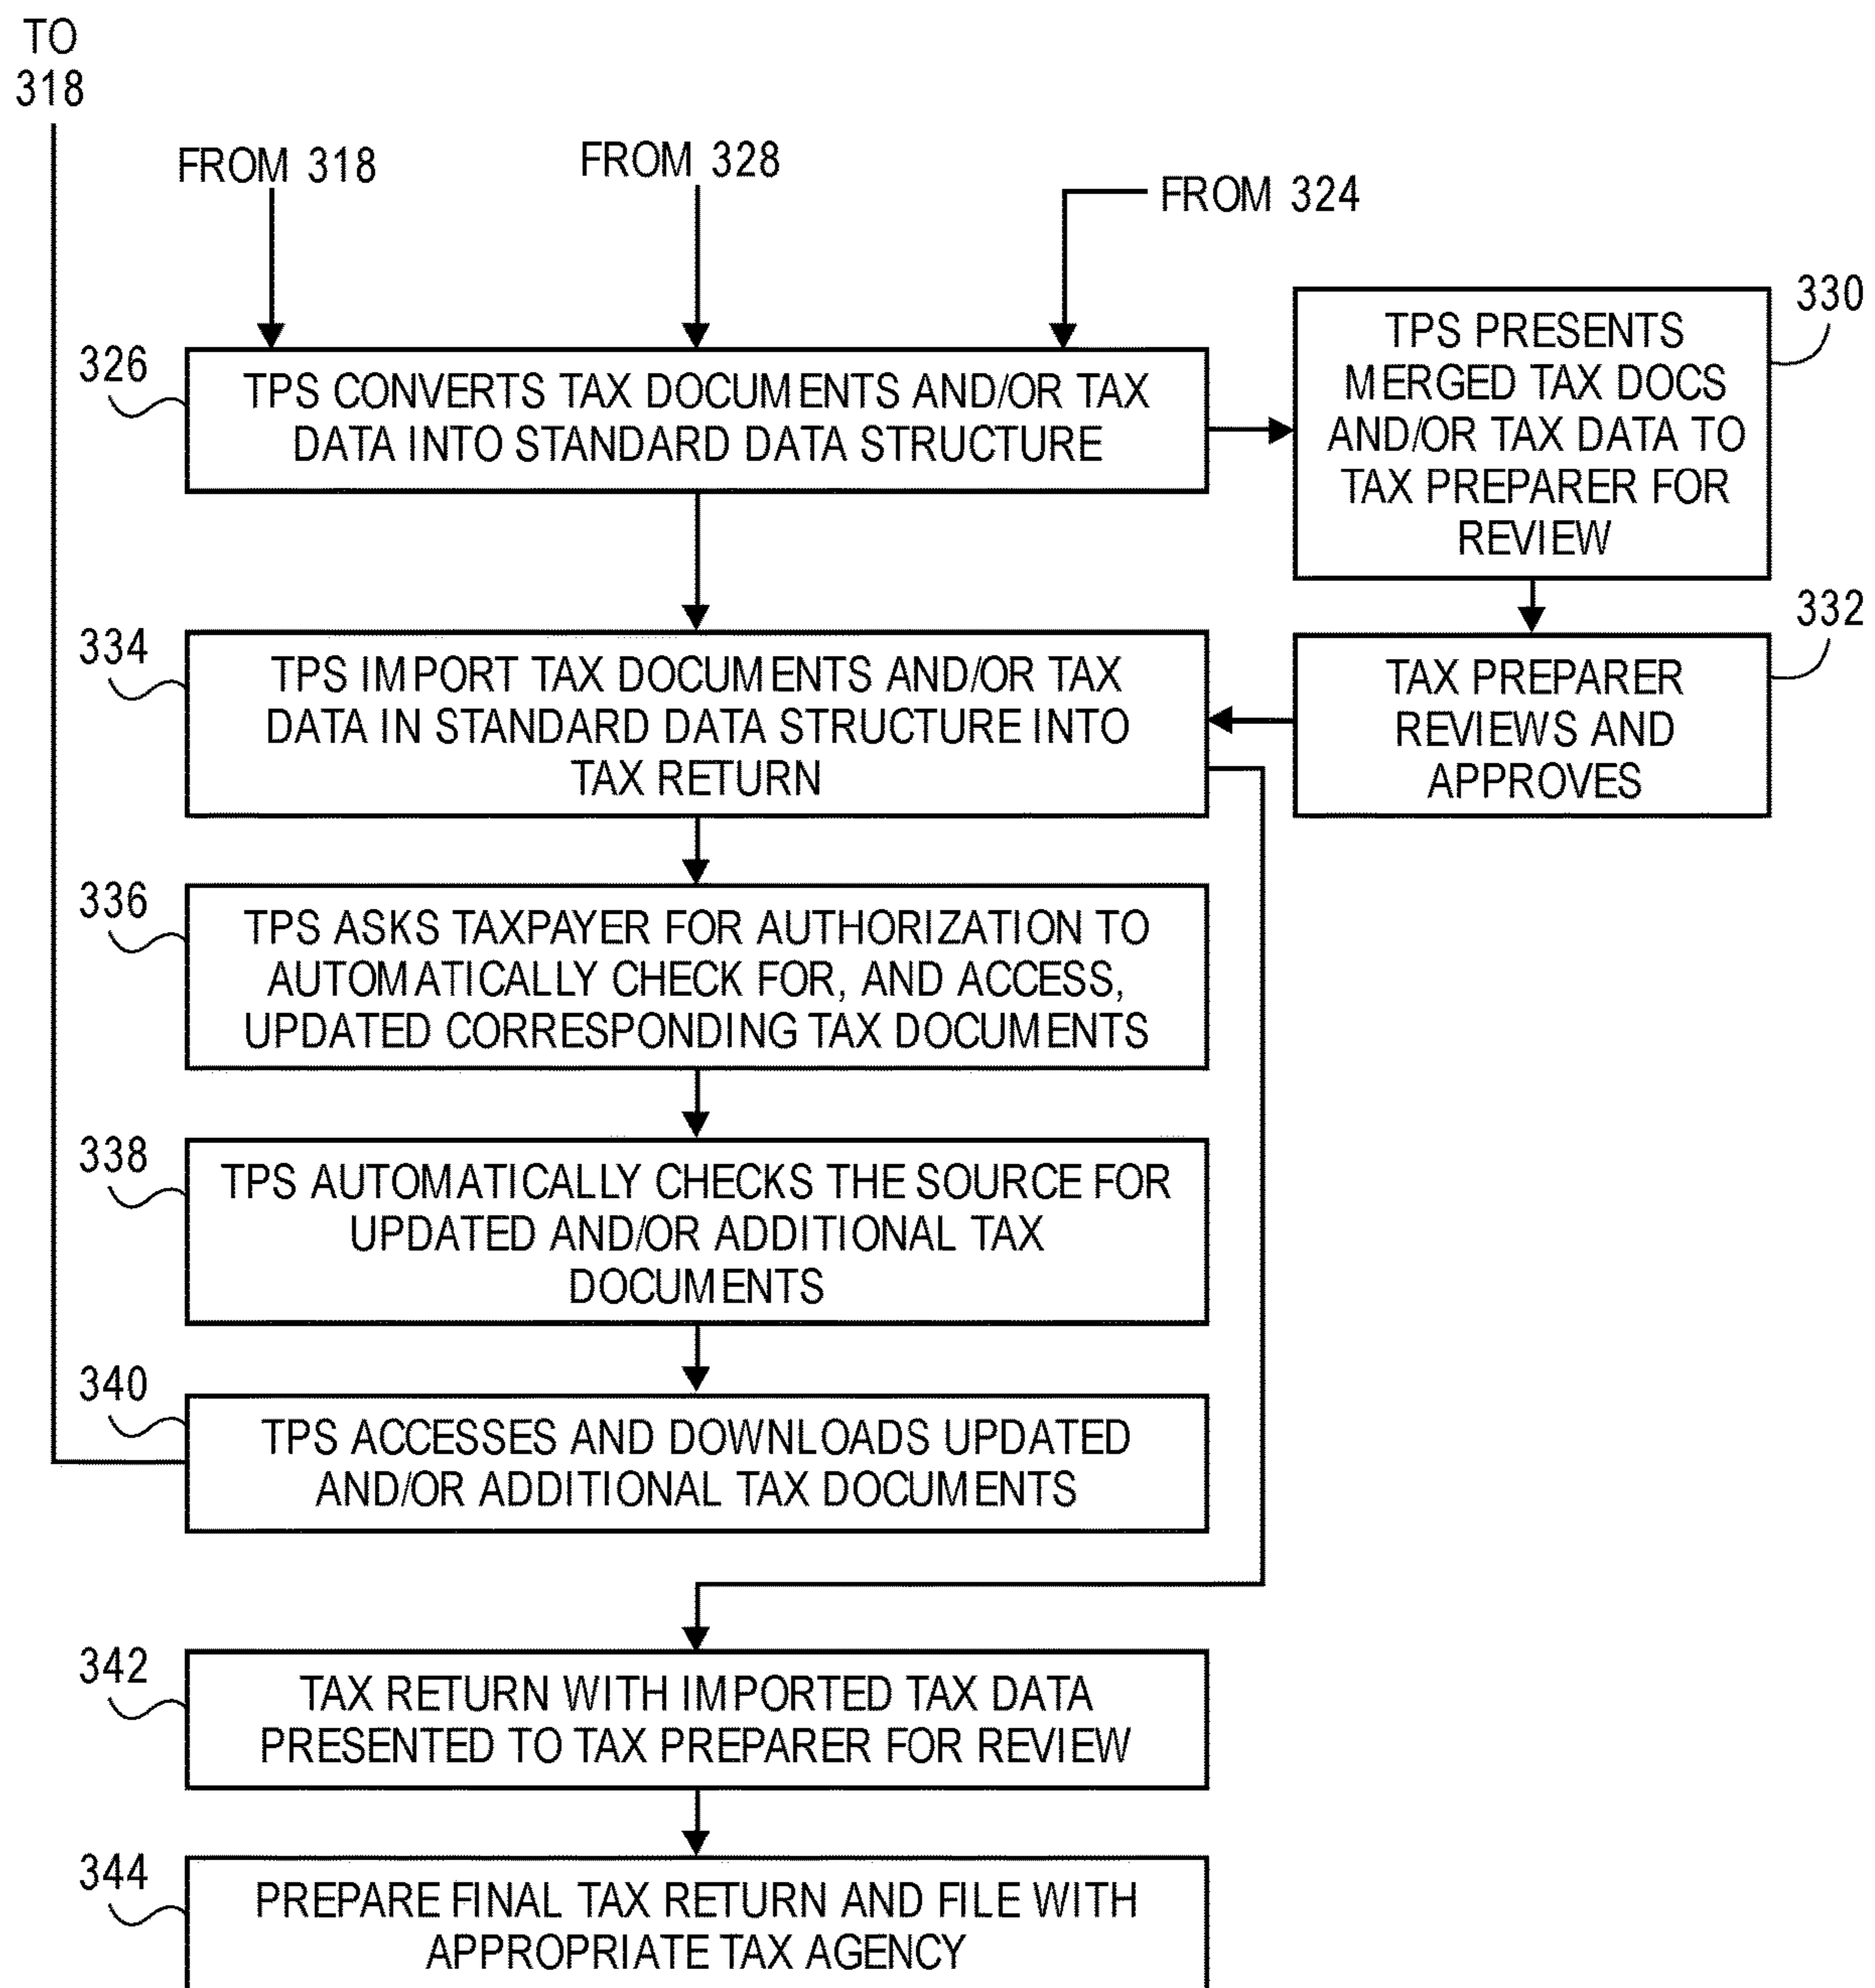 TO
318
FROM 318
FROM 328
FROM 324
326
TPS CONVERTS TAX DOCUMENTS AND/OR TAX
DATA INTO STANDARD DATA STRUCTURE
330
TPS PRESENTS
MERGED TAX DOCS
AND/OR TAX DATA TO
TAX PREPARER FOR
REVIEW
332
TAX PREPARER
REVIEWS AND
APPROVES
334
TPS IMPORT TAX DOCUMENTS AND/OR TAX
DATA IN STANDARD DATA STRUCTURE INTO
TAX RETURN
336
TPS ASKS TAXPAYER FOR AUTHORIZATION TO
AUTOMATICALLY CHECK FOR, AND ACCESS,
UPDATED CORRESPONDING TAX DOCUMENTS
338
TPS AUTOMATICALLY CHECKS THE SOURCE FOR
UPDATED AND/OR ADDITIONAL TAX
DOCUMENTS
340
TPS ACCESSES AND DOWNLOADS UPDATED
AND/OR ADDITIONAL TAX DOCUMENTS
342
TAX RETURN WITH IMPORTED TAX DATA
PRESENTED TO TAX PREPARER FOR REVIEW
344
PREPARE FINAL TAX RETURN AND FILE WITH
APPROPRIATE TAX AGENCY